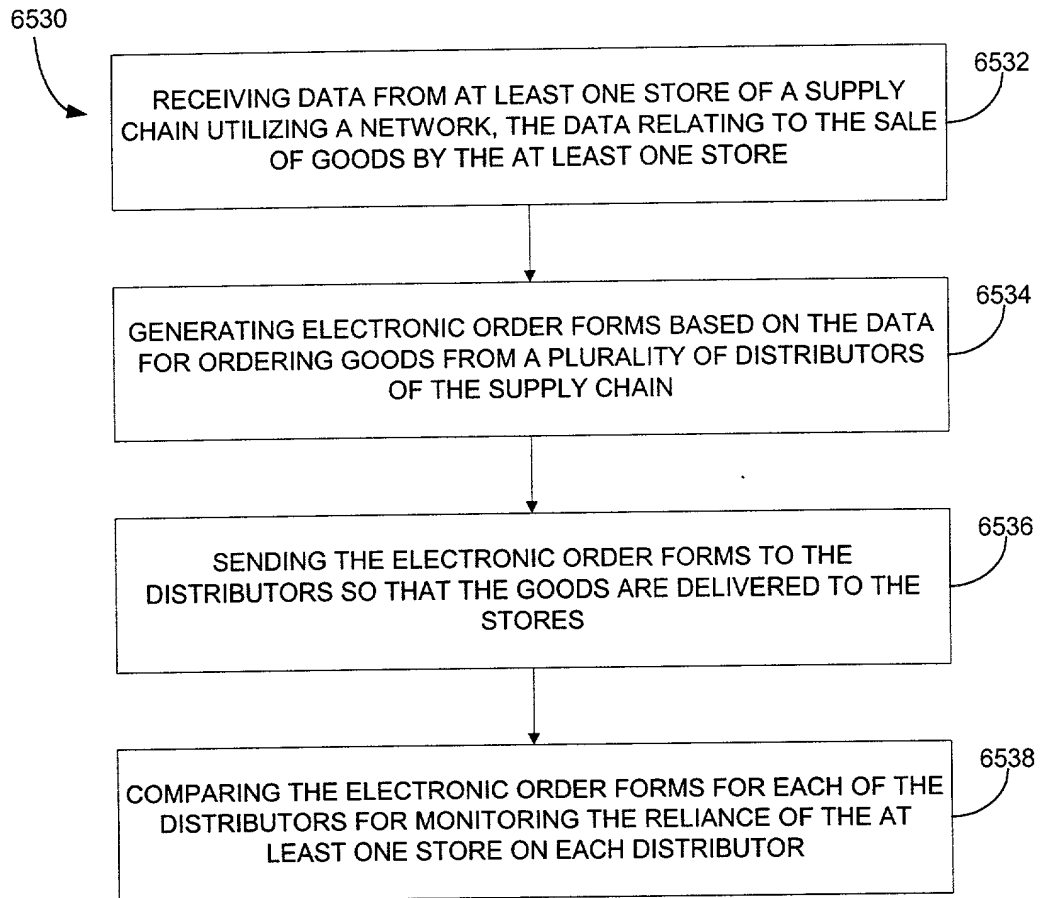 6530
6532
RECEIVING DATA FROM AT LEAST ONE STORE OF A SUPPLY
CHAIN UTILIZING A NETWORK, THE DATA RELATING TO THE SALE
OF GOODS BY THE AT LEAST ONE STORE
6534
GENERATING ELECTRONIC ORDER FORMS BASED ON THE DATA
FOR ORDERING GOODS FROM A PLURALITY OF DISTRIBUTORS
OF THE SUPPLY CHAIN
6536
SENDING THE ELECTRONIC ORDER FORMS TO THE
DISTRIBUTORS SO THAT THE GOODS ARE DELIVERED TO THE
STORES
6538
COMPARING THE ELECTRONIC ORDER FORMS FOR EACH OF THE
DISTRIBUTORS FOR MONITORING THE RELIANCE OF THE AT
LEAST ONE STORE ON EACH DISTRIBUTOR